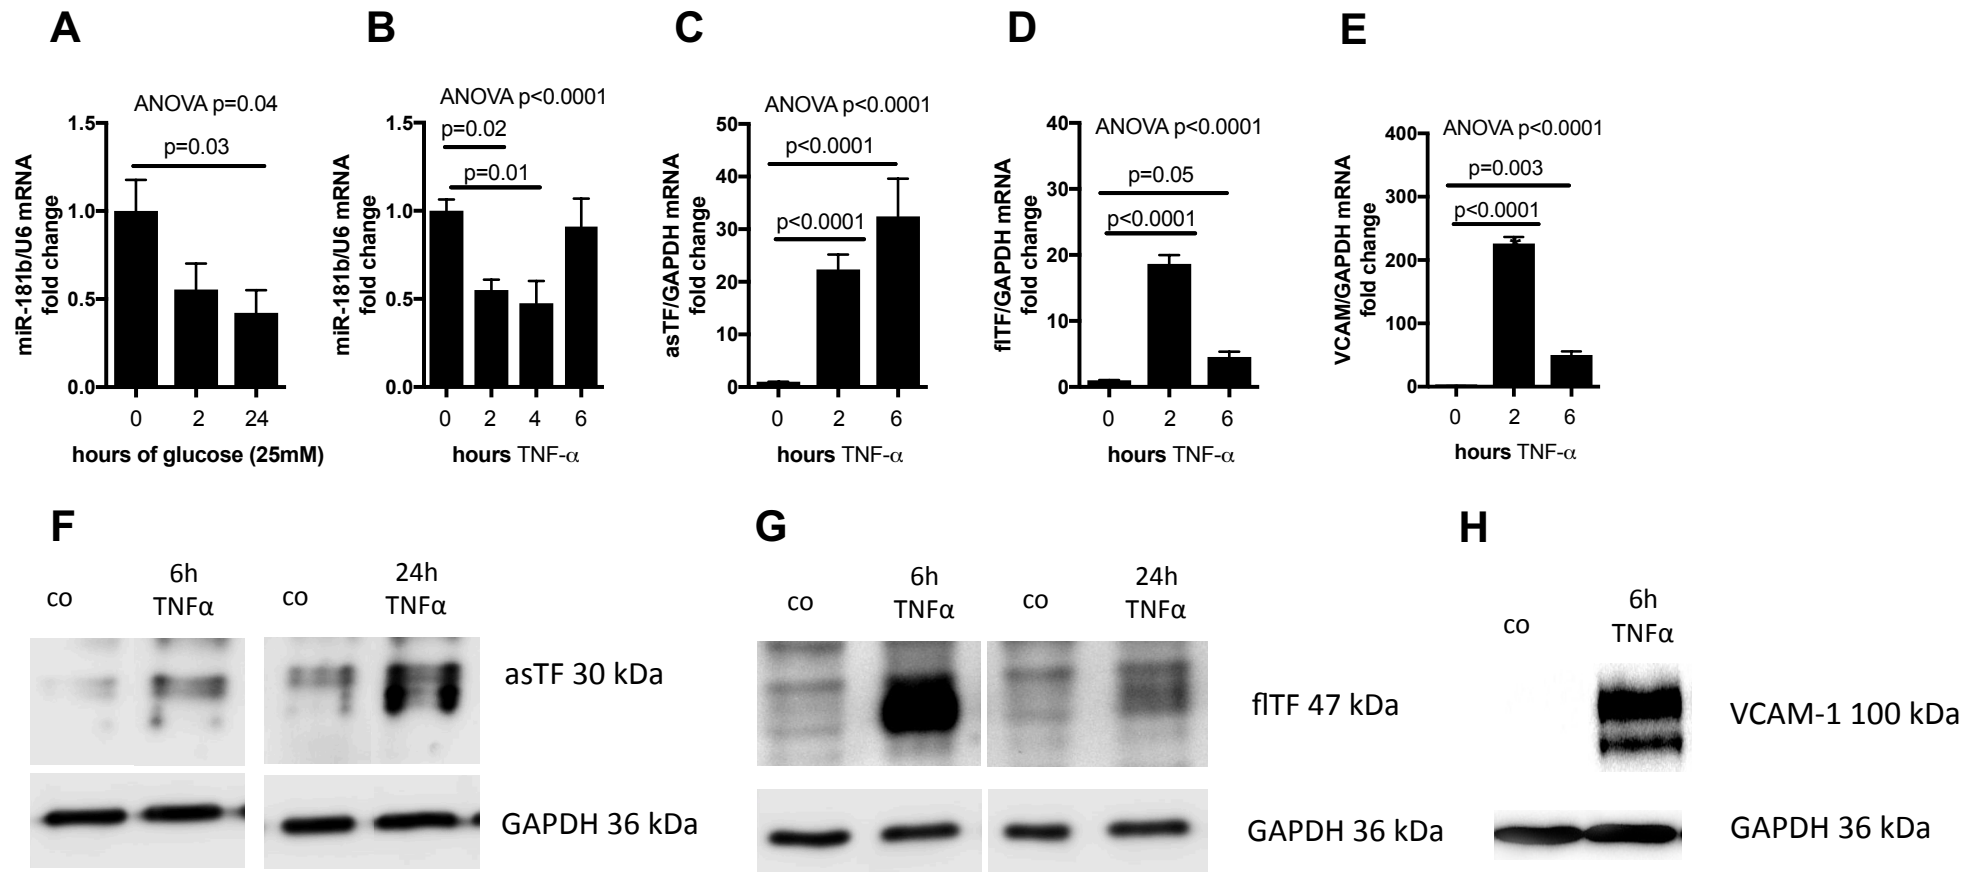 A
ANOVA p=0.04
p=0.03
miR-181b/U6 mRNA
fold change
1.5
1.0
0.5
0.0
0 2 24
hours of glucose (25mM)
B
ANOVA p<0.0001
p=0.02
p=0.01
miR-181b/U6 mRNA
fold change
1.5
1.0
0.5
0.0
0 2 4 6
hours TNF-α
C
ANOVA p<0.0001
p<0.0001
p<0.0001
asTF/GAPDH mRNA
fold change
50
40
30
20
10
0
0 2 6
hours TNF-α
D
ANOVA p<0.0001
p=0.05
p<0.0001
flTF/GAPDH mRNA
fold change
40
30
20
10
0
0 2 6
hours TNF-α
E
ANOVA p<0.0001
p=0.003
p<0.0001
VCAM/GAPDH mRNA
fold change
400
300
200
100
0
0 2 6
hours TNF-α
F
co
6h
TNFα
co
24h
TNFα
asTF 30 kDa
GAPDH 36 kDa
G
co
6h
TNFα
co
24h
TNFα
flTF 47 kDa
GAPDH 36 kDa
H
co
6h
TNFα
VCAM-1 100 kDa
GAPDH 36 kDa